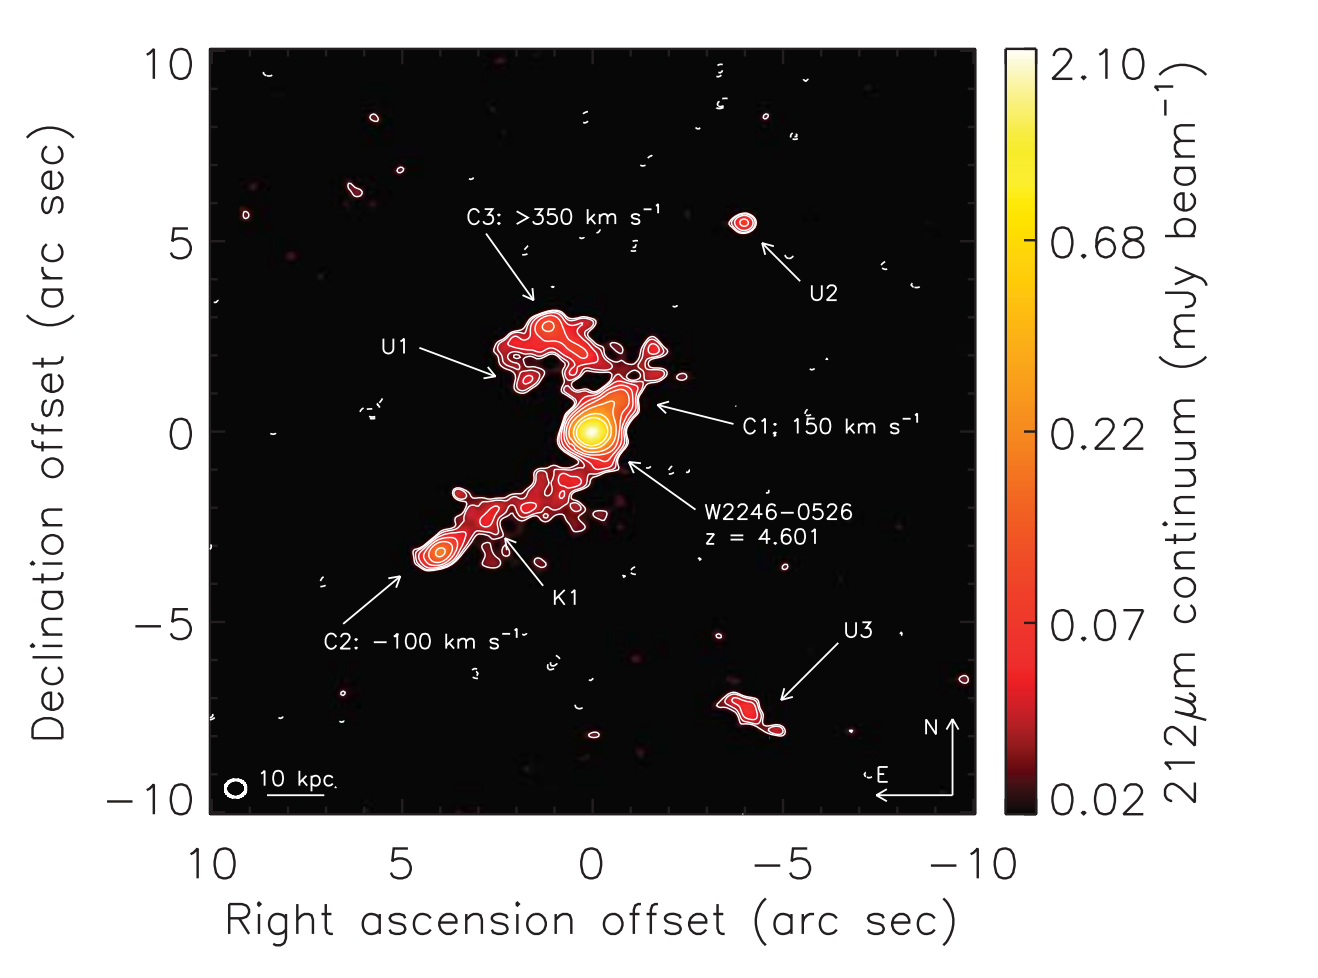 10
5
0
−5
−10
Declination offset (arc sec)
C3: >350 km s⁻¹
U2
U1
C1; 150 km s⁻¹
W2246−0526
z = 4.601
K1
C2: −100 km s⁻¹
U3
N
E
10 kpc
10
5
0
−5
−10
Right ascension offset (arc sec)
2.10
0.68
0.22
0.07
0.02
212μm continuum (mJy beam⁻¹)